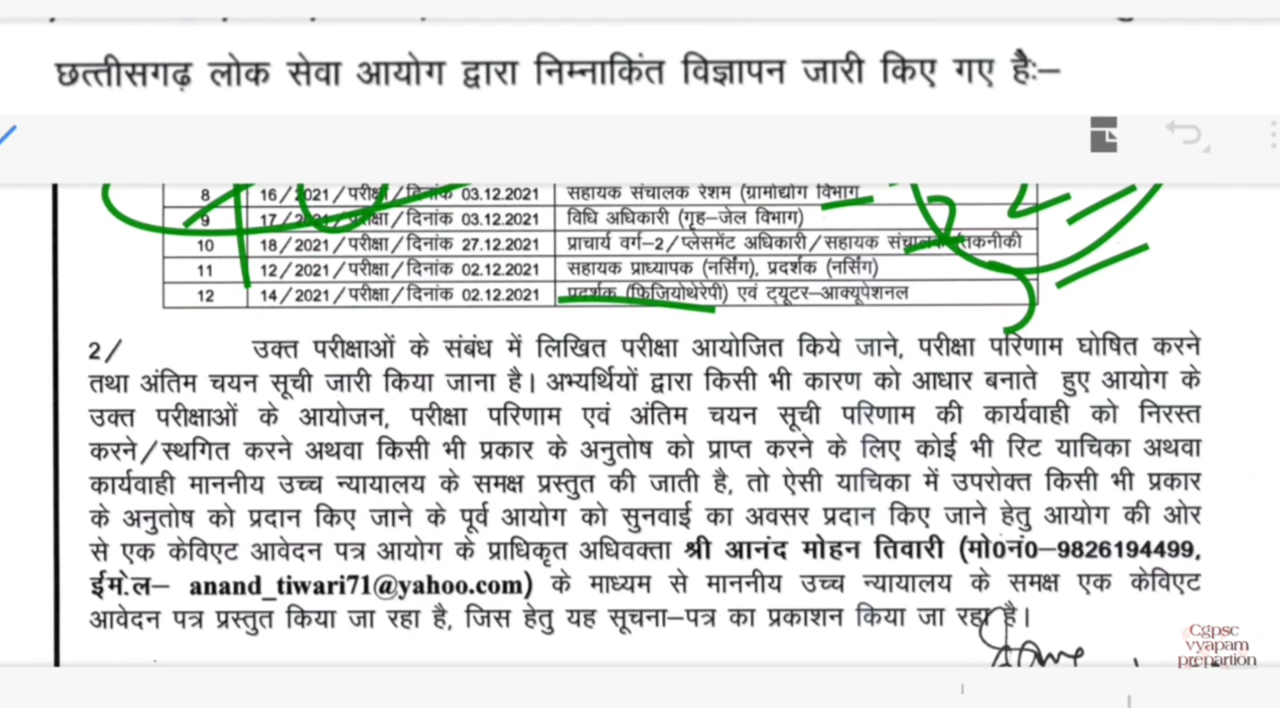 छत्तीसगढ़ लोक सेवा आयोग द्वारा निम्नाकिंत विज्ञापन जारी किए गए हैः–
8 16/2021/परीक्षा/दिनांक 03.12.2021 सहायक संचालक रेशम (ग्रामोद्योग विभाग
9 17/2021/परीक्षा/दिनांक 03.12.2021 विधि अधिकारी (गृह–जेल विभाग)
10 18/2021/परीक्षा/दिनांक 27.12.2021 प्राचार्य वर्ग–2/प्लेसमेंट अधिकारी/सहायक संचालक (तकनीकी
11 12/2021/परीक्षा/दिनांक 02.12.2021 सहायक प्राध्यापक (नर्सिंग), प्रदर्शक (नर्सिंग)
12 14/2021/परीक्षा/दिनांक 02.12.2021 प्रदर्शक (फिजियोथेरेपी) एवं ट्यूटर–आक्यूपेशनल
2/ उक्त परीक्षाओं के संबंध में लिखित परीक्षा आयोजित किये जाने, परीक्षा परिणाम घोषित करने
तथा अंतिम चयन सूची जारी किया जाना है। अभ्यर्थियों द्वारा किसी भी कारण को आधार बनाते हुए आयोग के
उक्त परीक्षाओं के आयोजन, परीक्षा परिणाम एवं अंतिम चयन सूची परिणाम की कार्यवाही को निरस्त
करने/स्थगित करने अथवा किसी भी प्रकार के अनुतोष को प्राप्त करने के लिए कोई भी रिट याचिका अथवा
कार्यवाही माननीय उच्च न्यायालय के समक्ष प्रस्तुत की जाती है, तो ऐसी याचिका में उपरोक्त किसी भी प्रकार
के अनुतोष को प्रदान किए जाने के पूर्व आयोग को सुनवाई का अवसर प्रदान किए जाने हेतु आयोग की ओर
से एक केविएट आवेदन पत्र आयोग के प्राधिकृत अधिवक्ता श्री आनंद मोहन तिवारी (मो0नं0–9826194499,
ईमेल– anand_tiwari71@yahoo.com) के माध्यम से माननीय उच्च न्यायालय के समक्ष एक केविएट
आवेदन पत्र प्रस्तुत किया जा रहा है, जिस हेतु यह सूचना–पत्र का प्रकाशन किया जा रहा है।
Cgpsc
vyapam
prepartion